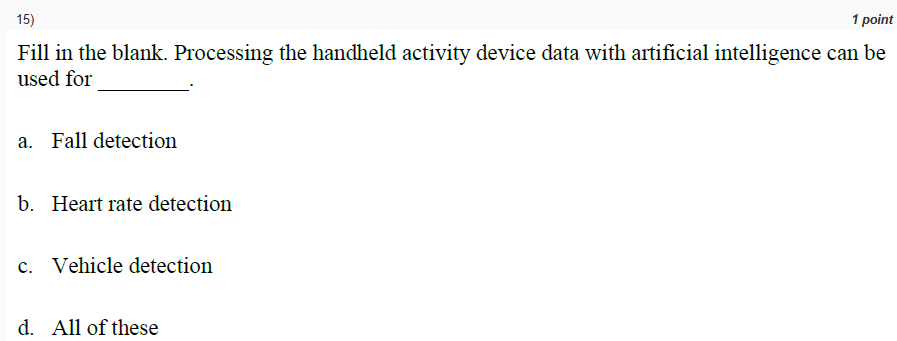 15)
1 point
Fill in the blank. Processing the handheld activity device data with artificial intelligence can be
used for ________.
a. Fall detection
b. Heart rate detection
c. Vehicle detection
d. All of these